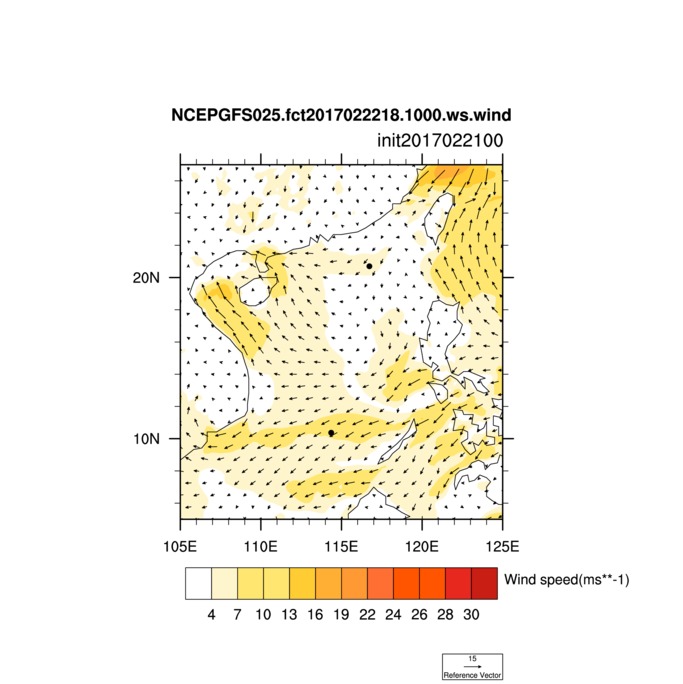 NCEPGFS025.fct2017022218.1000.ws.wind
init2017022100
20N
10N
105E 110E 115E 120E 125E
Wind speed(ms**-1)
4 7 10 13 16 19 22 24 26 28 30
15
Reference Vector